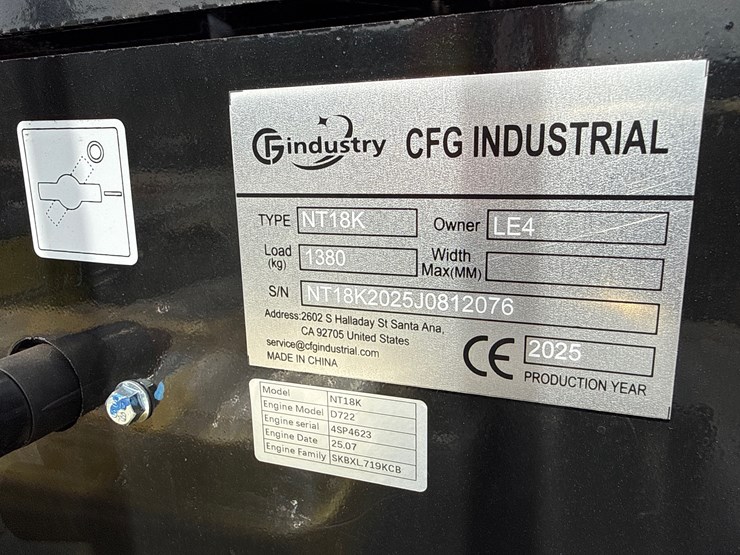 CFG industry CFG INDUSTRIAL
TYPE NT18K Owner LE4
Load (kg) 1380 Width Max(MM)
S/N NT18K2025J0812076
Address:2602 S Halladay St Santa Ana,
CA 92705 United States
service@cfgindustrial.com
MADE IN CHINA
CE 2025
PRODUCTION YEAR
Model NT18K
Engine Model D722
Engine serial 4SP4623
Engine Date 25.07
Engine Family SKBXL.719KCB